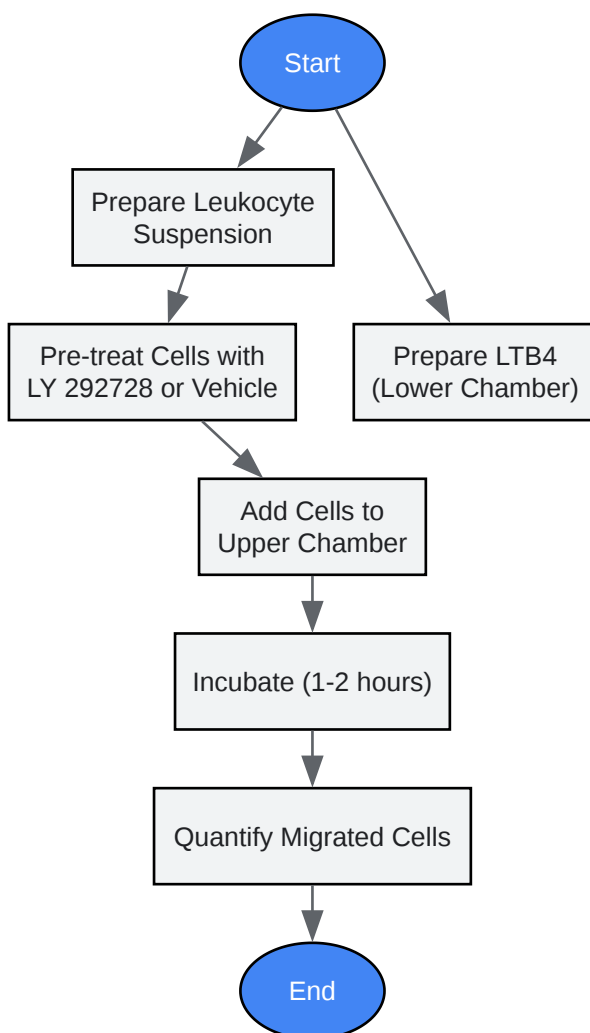 Start
Prepare Leukocyte
Suspension
Pre-treat Cells with
LY 292728 or Vehicle
Prepare LTB4
(Lower Chamber)
Add Cells to
Upper Chamber
Incubate (1-2 hours)
Quantify Migrated Cells
End